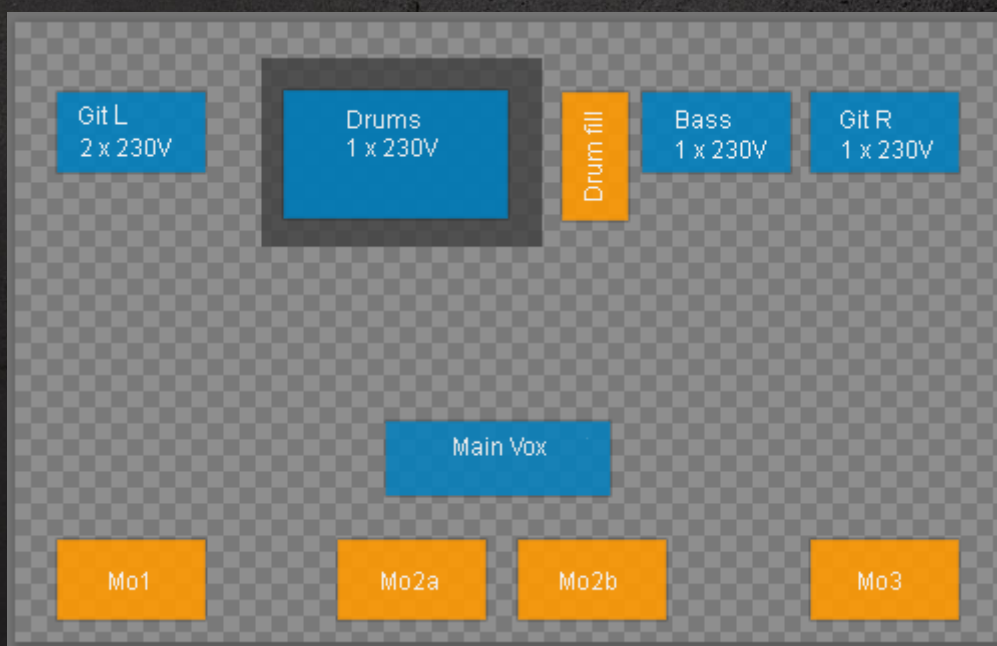 Git L
2 x 230V
Drums
1 x 230V
Drum fill
Bass
1 x 230V
Git R
1 x 230V
Main Vox
Mo1
Mo2a
Mo2b
Mo3